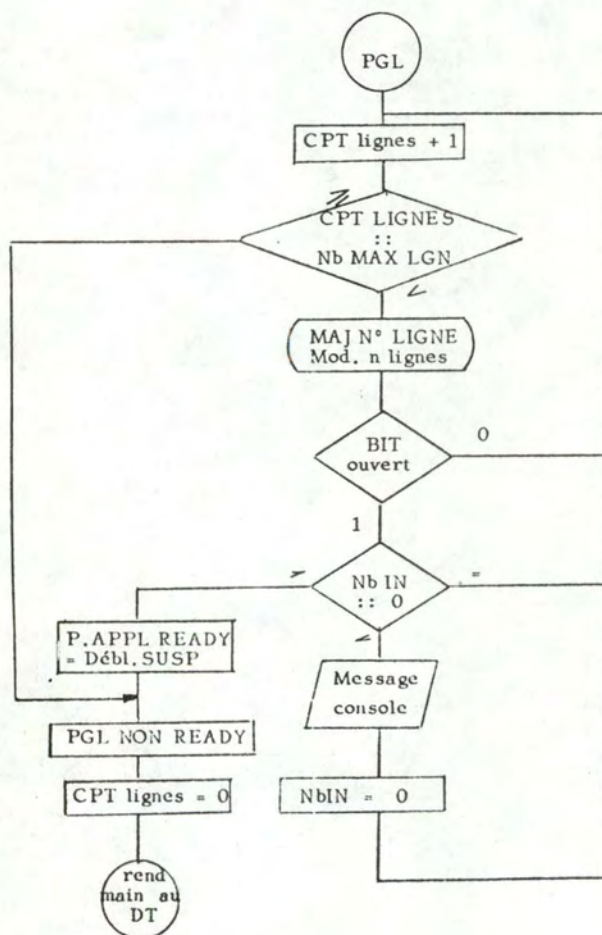 PGL
CPT lignes + 1
CPT LIGNES
::
Nb MAX LGN
<
MAJ N° LIGNE
Mod. n lignes
BIT
ouvert
0
1
>
Nb IN
:: 0
=
<
P.APPL READY
= Débl. SUSP
Message
console
PGL NON READY
NbIN = 0
CPT lignes = 0
rend
main au
DT